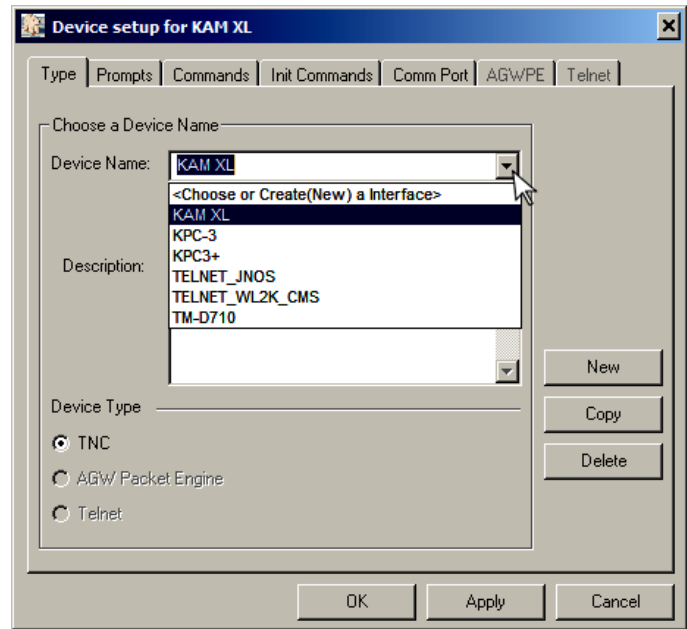 Device setup for KAM XL
Type Prompts Commands Init Commands Comm Port AGWPE Telnet
Choose a Device Name
Device Name: KAM XL
<Choose or Create(New) a Interface>
KAM XL
KPC-3
KPC3+
Description:
TELNET_JNOS
TELNET_WL2K_CMS
TM-D710
New
Device Type
Copy
TNC
Delete
AGW Packet Engine
Telnet
OK Apply Cancel